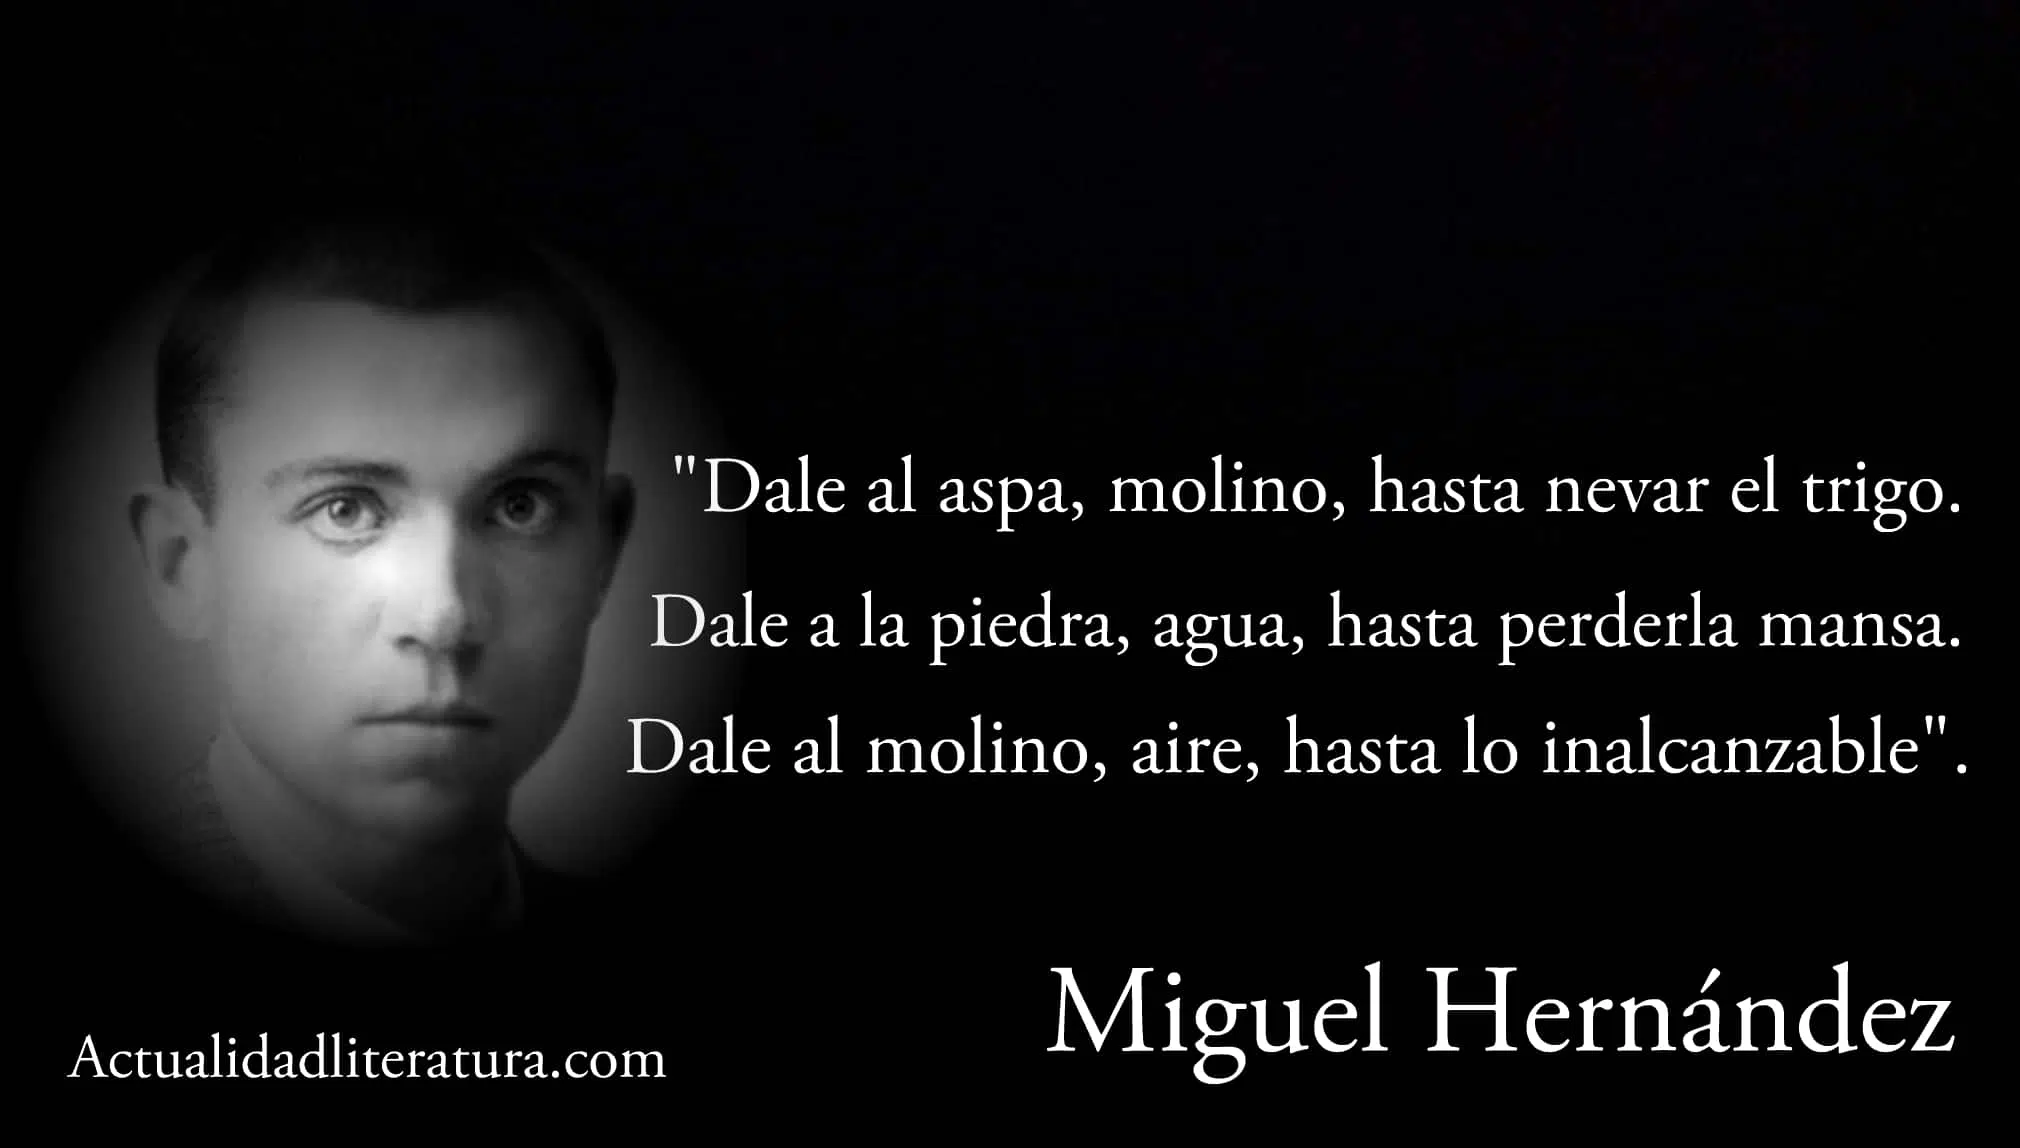 "Dale al aspa, molino, hasta nevar el trigo.
Dale a la piedra, agua, hasta perderla mansa.
Dale al molino, aire, hasta lo inalcanzable".
Miguel Hernández
Actualidadliteratura.com